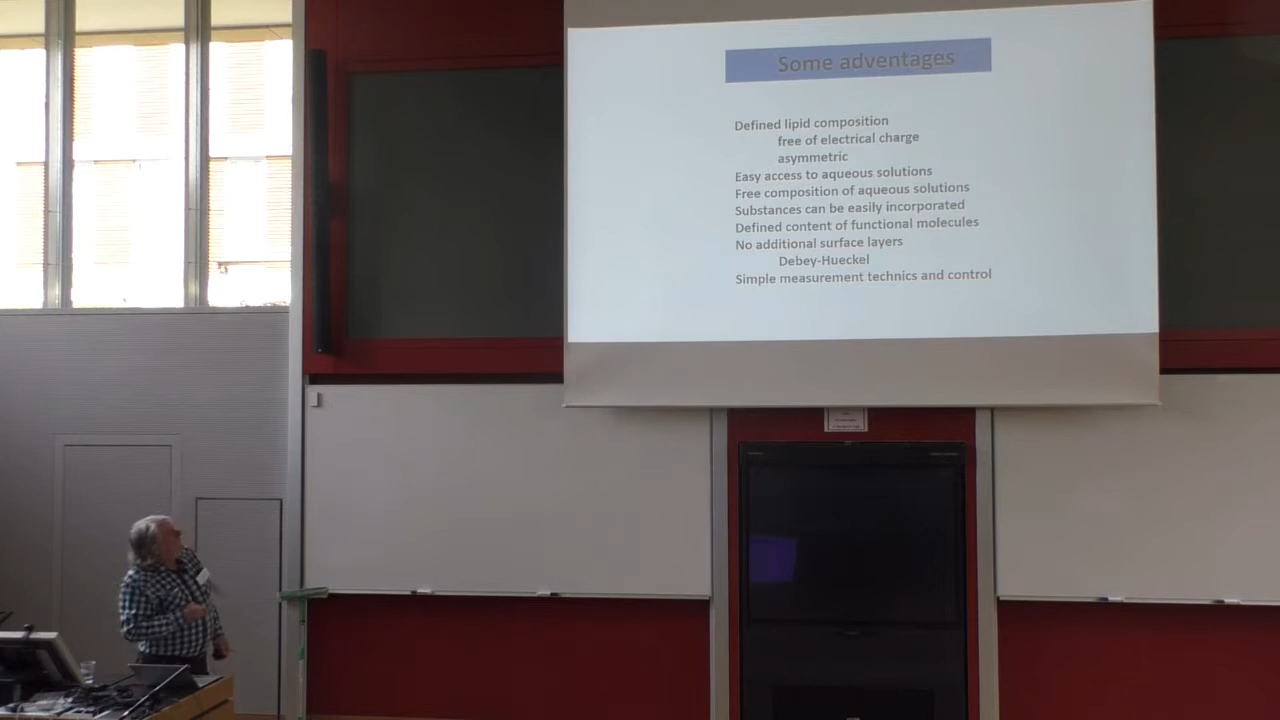 Some adventages
Defined lipid composition
free of electrical charge
asymmetric
Easy access to aqueous solutions
Free composition of aqueous solutions
Substances can be easily incorporated
Defined content of functional molecules
No additional surface layers
Debey-Hueckel
Simple measurement technics and control